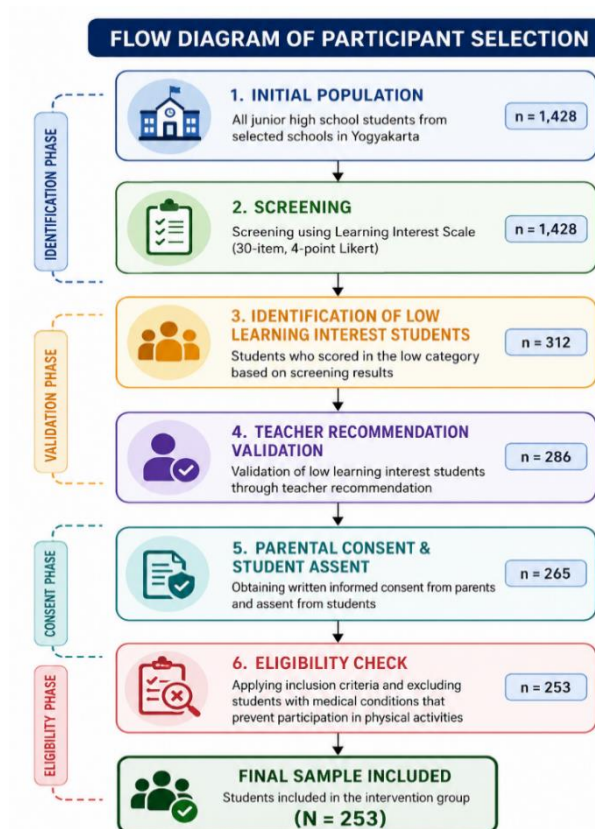 FLOW DIAGRAM OF PARTICIPANT SELECTION
IDENTIFICATION PHASE
1. INITIAL POPULATION
All junior high school students from
selected schools in Yogyakarta
n = 1,428
2. SCREENING
Screening using Learning Interest Scale
(30-item, 4-point Likert)
n = 1,428
VALIDATION PHASE
3. IDENTIFICATION OF LOW
LEARNING INTEREST STUDENTS
Students who scored in the low category
based on screening results
n = 312
4. TEACHER RECOMMENDATION
VALIDATION
Validation of low learning interest students
through teacher recommendation
n = 286
CONSENT PHASE
5. PARENTAL CONSENT &
STUDENT ASSENT
Obtaining written informed consent from parents
and assent from students
n = 265
ELIGIBILITY PHASE
6. ELIGIBILITY CHECK
Applying inclusion criteria and excluding
students with medical conditions that
prevent participation in physical activities
n = 253
FINAL SAMPLE INCLUDED
Students included in the intervention group
(N = 253)